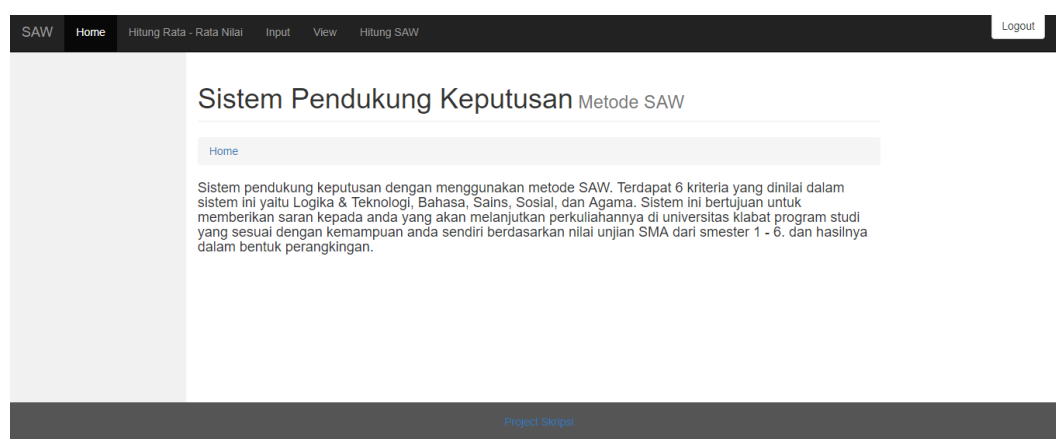 SAW Home Hitung Rata - Rata Nilai Input View Hitung SAW Logout
Sistem Pendukung Keputusan Metode SAW
Home
Sistem pendukung keputusan dengan menggunakan metode SAW. Terdapat 6 kriteria yang dinilai dalam
sistem ini yaitu Logika & Teknologi, Bahasa, Sains, Sosial, dan Agama. Sistem ini bertujuan untuk
memberikan saran kepada anda yang akan melanjutkan perkuliahannya di universitas klabat program studi
yang sesuai dengan kemampuan anda sendiri berdasarkan nilai unjian SMA dari smester 1 - 6. dan hasilnya
dalam bentuk perangkingan.
Project Skripsi